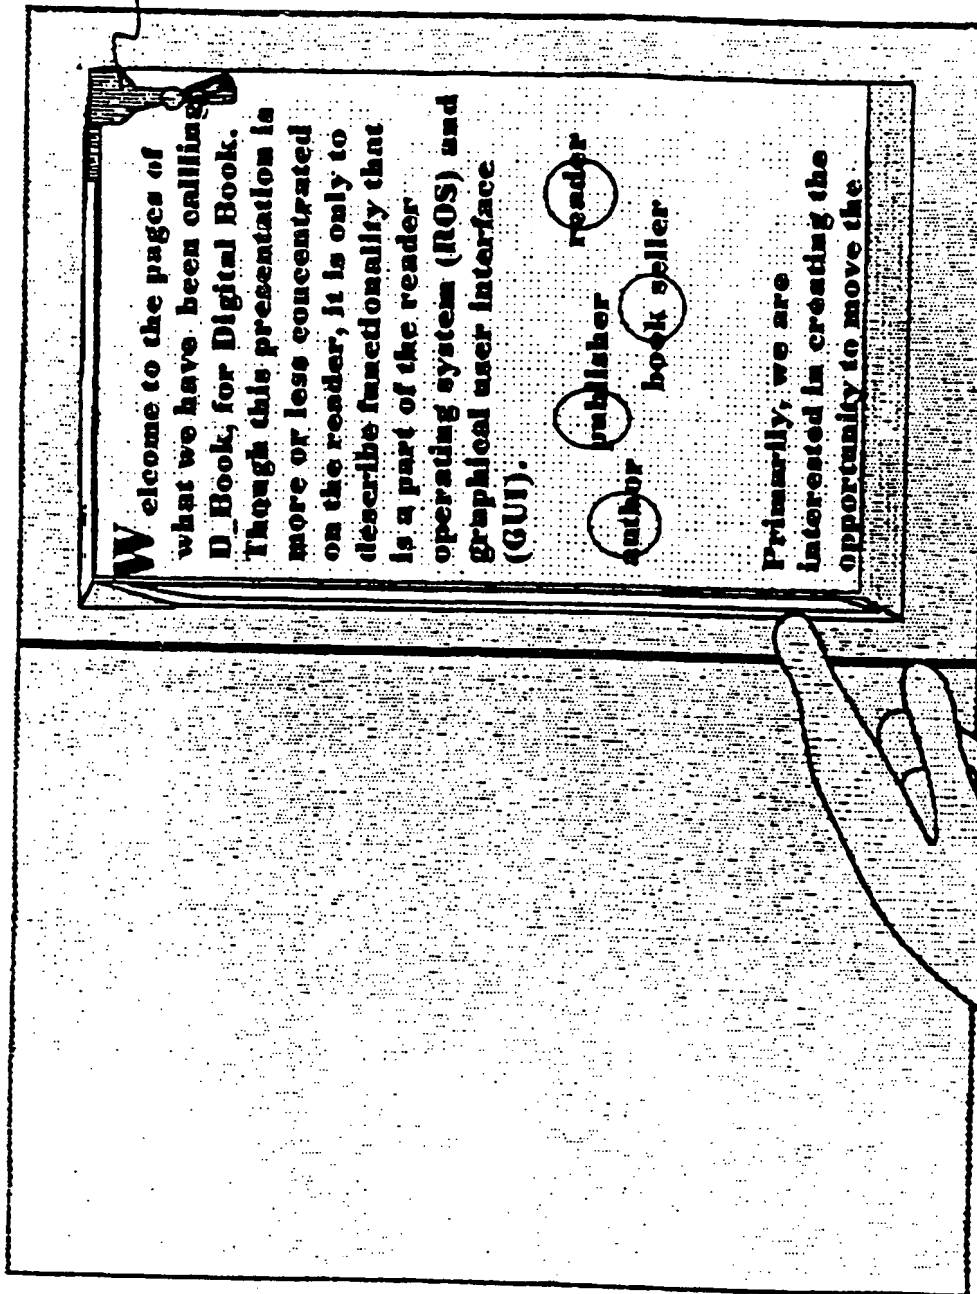 Welcome to the pages of
what we have been callling
D_Book, for Digital Book.
Though this presentation is
more or less concentrated
on the reader, it is only to
describe functionality that
is a part of the reader
operating system (ROS) and
graphical user interface
(GUI).
author
publisher
book seller
reader
Primarily, we are
interested in creating the
opportunity to move the